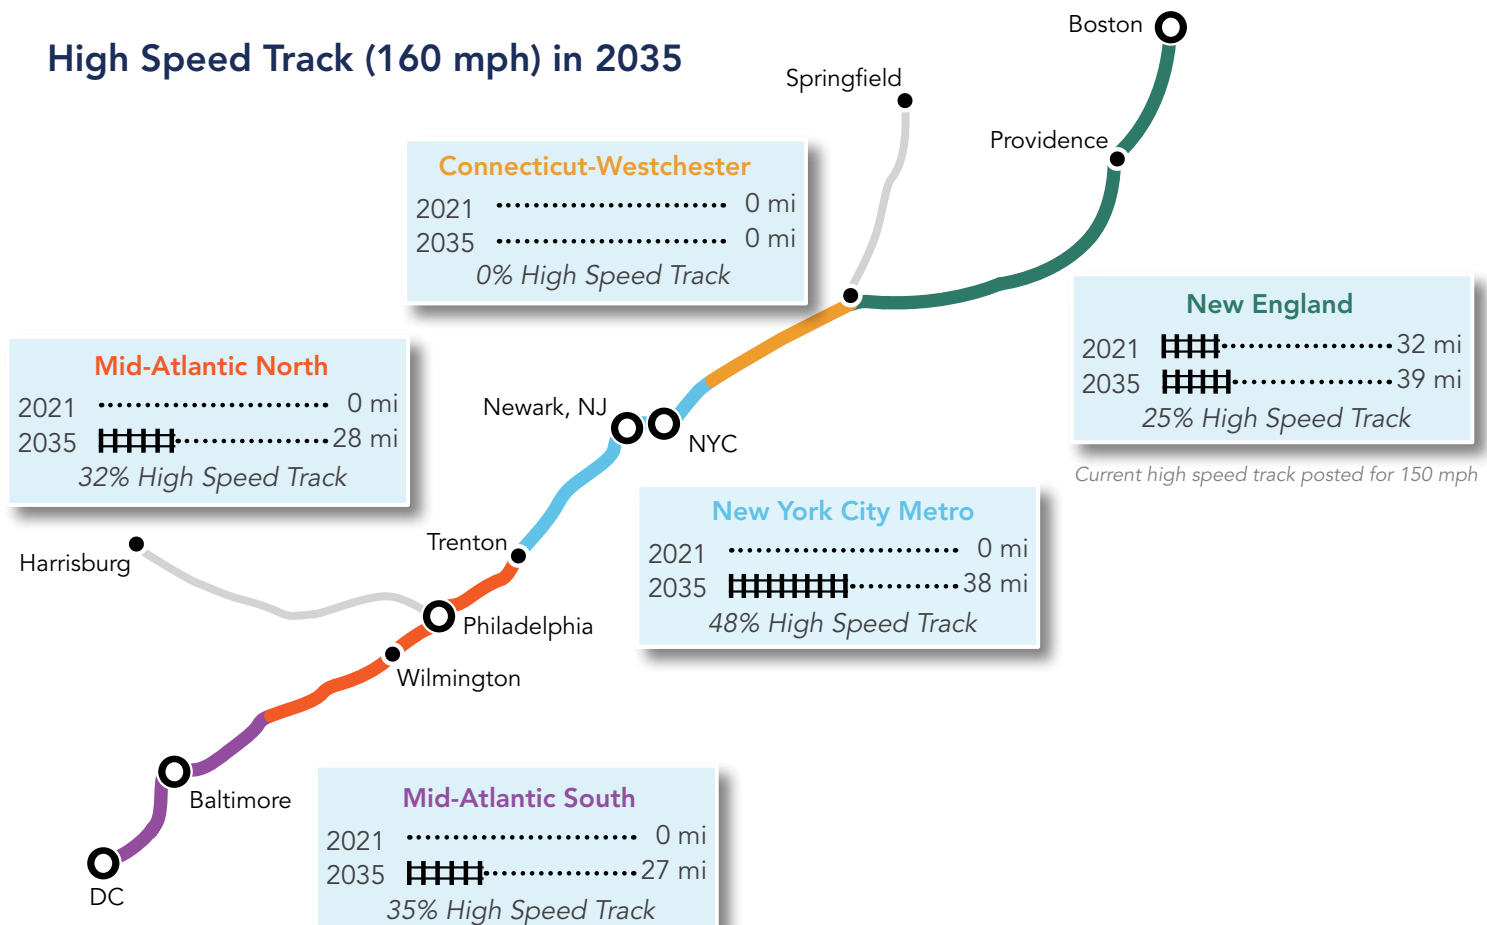 High Speed Track (160 mph) in 2035
Boston
Springfield
Providence
Connecticut-Westchester
2021 0 mi
2035 0 mi
0% High Speed Track
New England
2021 32 mi
2035 39 mi
25% High Speed Track
Current high speed track posted for 150 mph
Mid-Atlantic North
2021 0 mi
2035 28 mi
32% High Speed Track
Newark, NJ
NYC
New York City Metro
2021 0 mi
2035 38 mi
48% High Speed Track
Trenton
Harrisburg
Philadelphia
Wilmington
Baltimore
DC
Mid-Atlantic South
2021 0 mi
2035 27 mi
35% High Speed Track